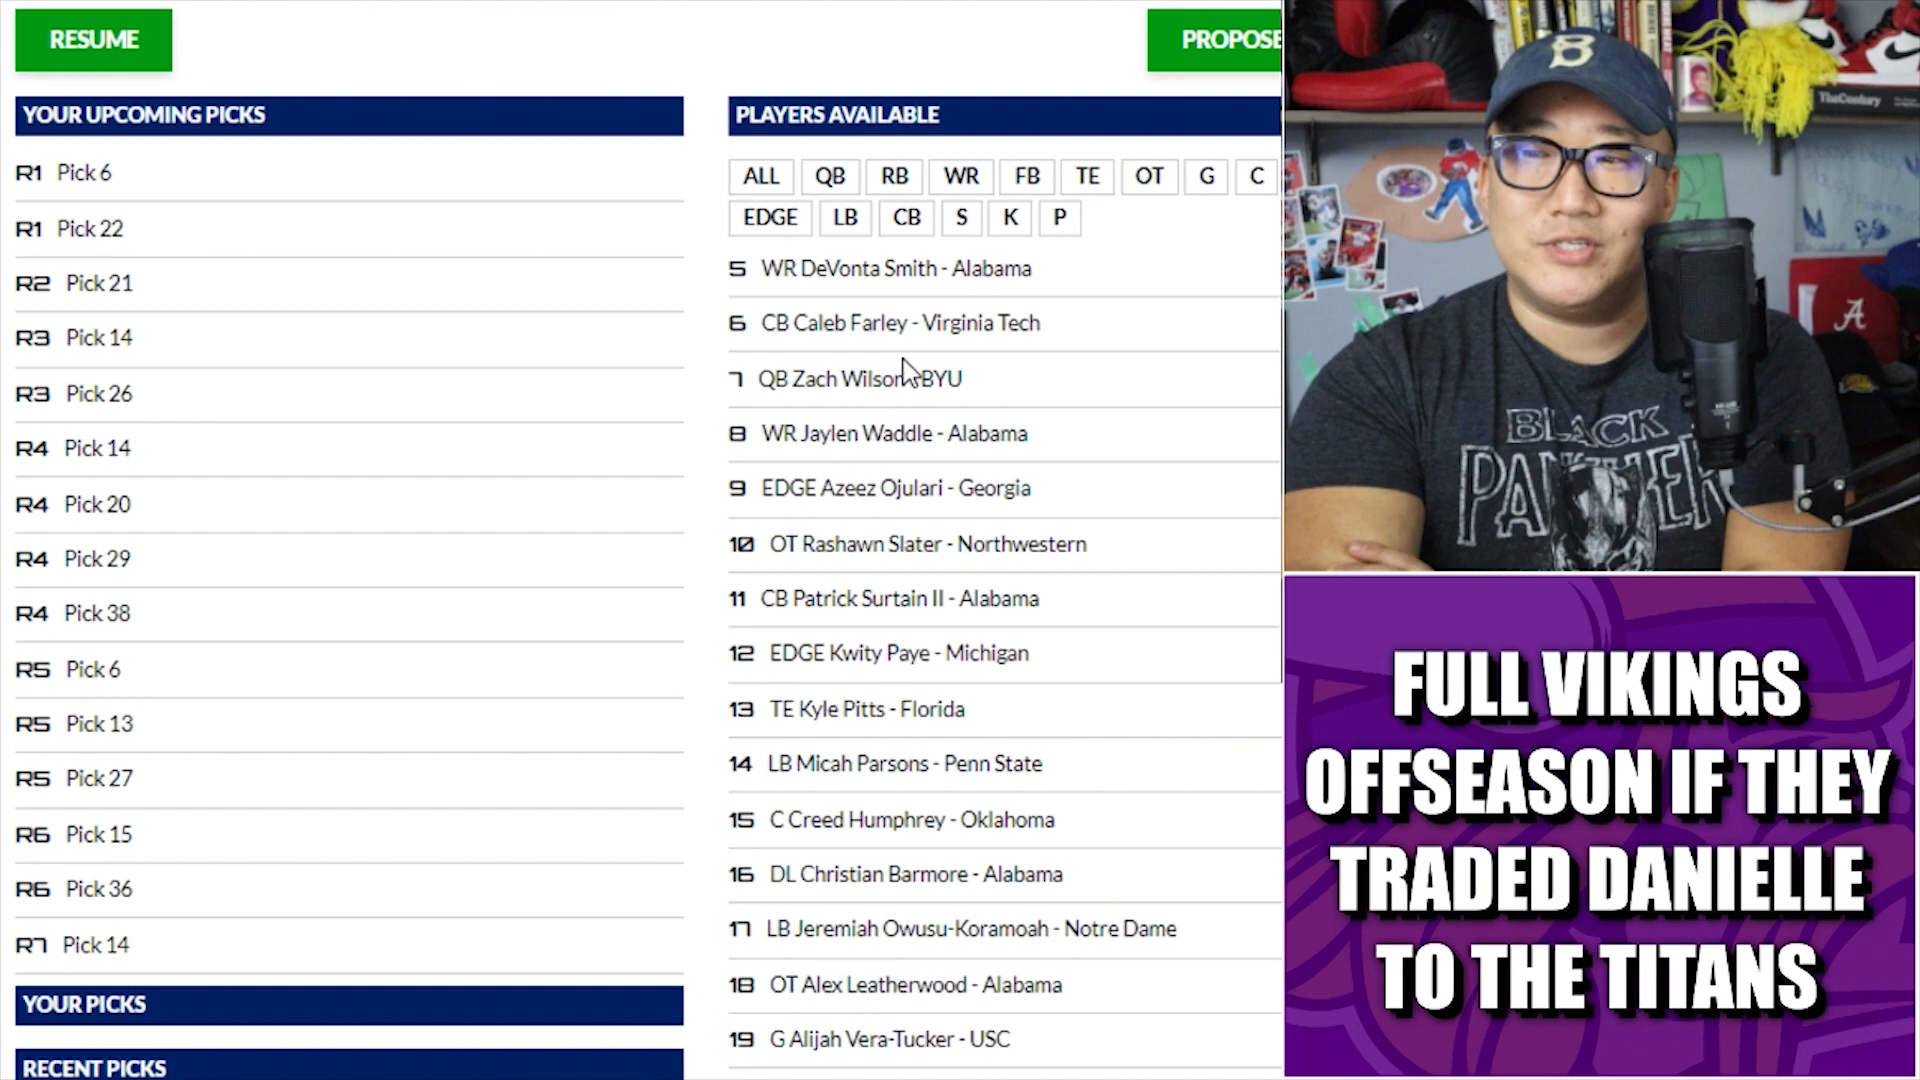 RESUME
PROPOSE
YOUR UPCOMING PICKS
R1 Pick 6
R1 Pick 22
R2 Pick 21
R3 Pick 14
R3 Pick 26
R4 Pick 14
R4 Pick 20
R4 Pick 29
R4 Pick 38
R5 Pick 6
R5 Pick 13
R5 Pick 27
R6 Pick 15
R6 Pick 36
R7 Pick 14
YOUR PICKS
RECENT PICKS
PLAYERS AVAILABLE
ALL QB RB WR FB TE OT G C
EDGE LB CB S K P
5 WR DeVonta Smith - Alabama
6 CB Caleb Farley - Virginia Tech
7 QB Zach Wilson - BYU
8 WR Jaylen Waddle - Alabama
9 EDGE Azeez Ojulari - Georgia
10 OT Rashawn Slater - Northwestern
11 CB Patrick Surtain II - Alabama
12 EDGE Kwity Paye - Michigan
13 TE Kyle Pitts - Florida
14 LB Micah Parsons - Penn State
15 C Creed Humphrey - Oklahoma
16 DL Christian Barmore - Alabama
17 LB Jeremiah Owusu-Koramoah - Notre Dame
18 OT Alex Leatherwood - Alabama
19 G Alijah Vera-Tucker - USC
B
TheCentury
A
BLACK
PANTHER
FULL VIKINGS
OFFSEASON IF THEY
TRADED DANIELLE
TO THE TITANS